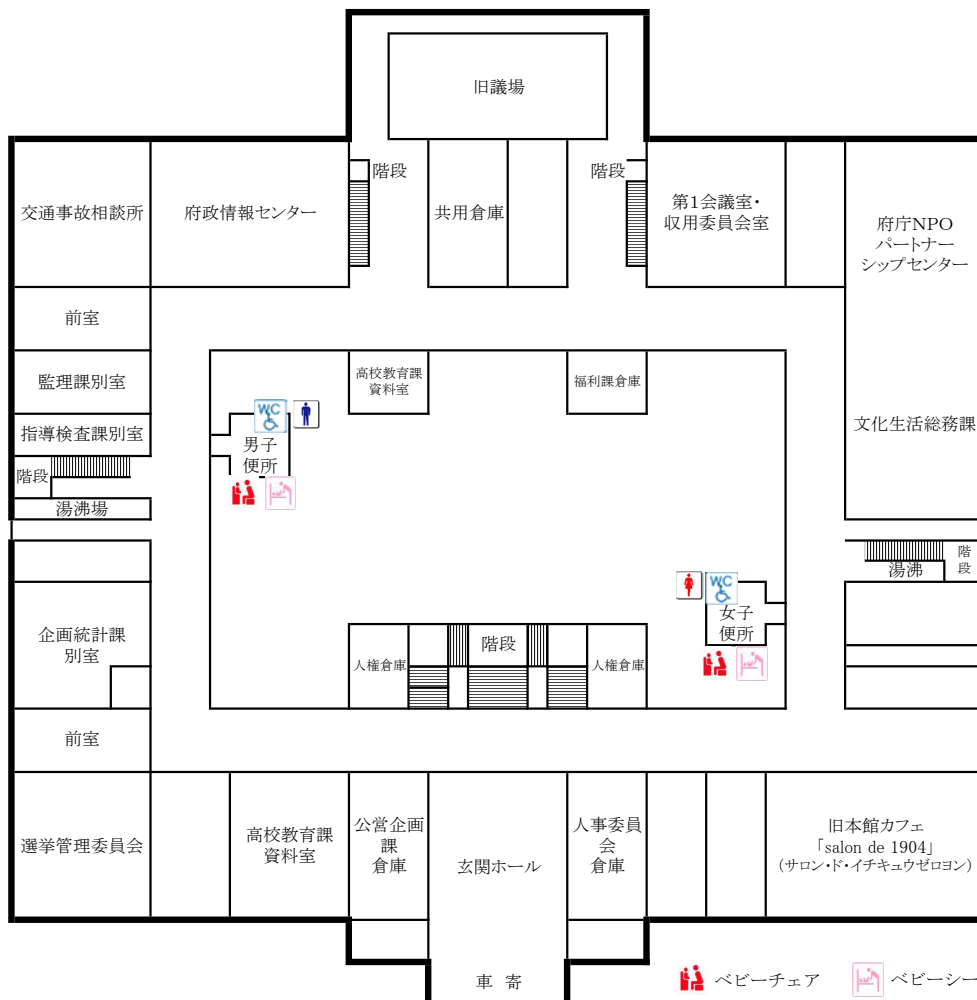 旧議場
階段
階段
交通事故相談所
府政情報センター
共用倉庫
第1会議室・
収用委員会室
府庁NPO
パートナー
シップセンター
前室
監理課別室
高校教育課
資料室
福利課倉庫
WC
指導検査課別室
男子
便所
文化生活総務課
階段
湯沸場
階
段
湯沸
WC
女子
便所
企画統計課
別室
人権倉庫
階段
人権倉庫
前室
選挙管理委員会
高校教育課
資料室
公営企画
課
倉庫
玄関ホール
人事委員
会
倉庫
旧本館カフェ
「salon de 1904」
(サロン・ド・イチキュウゼロヨン)
車 寄
ベビーチェア
ベビーシー